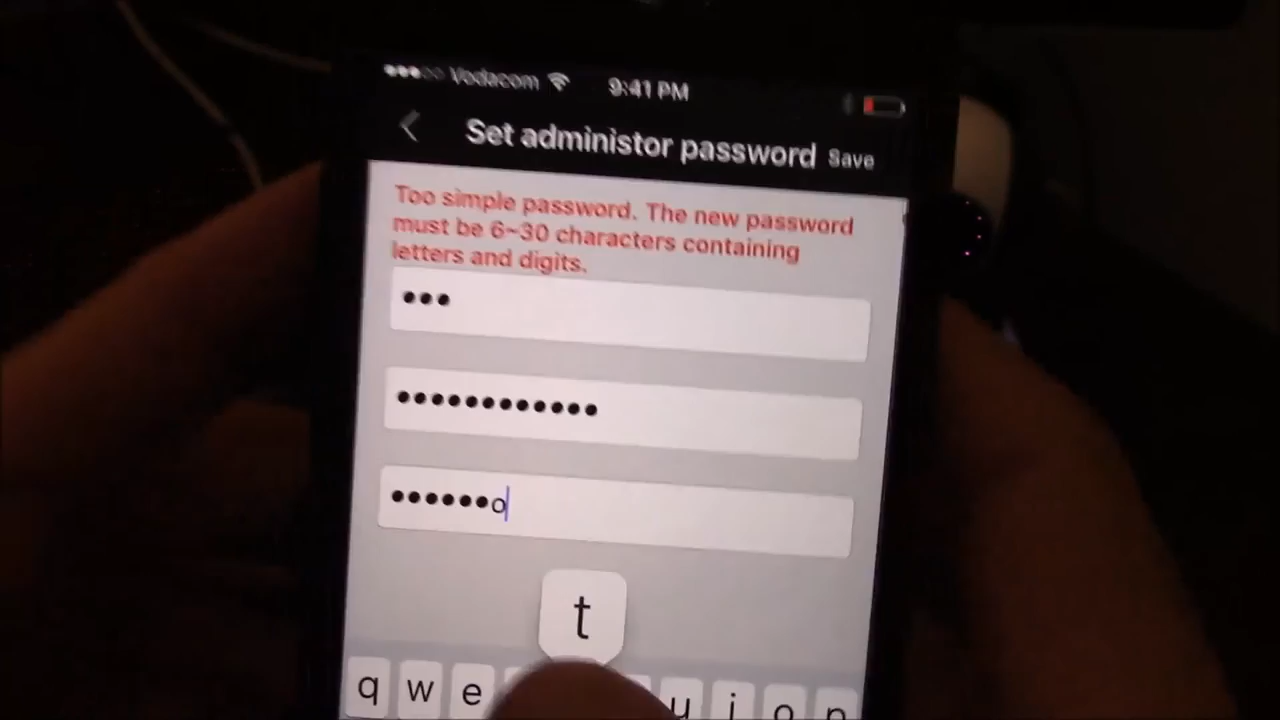 Vodacom 9:41 PM
Set administor password Save
Too simple password. The new password
must be 6~30 characters containing
letters and digits.
•••
••••••••••••
••••••o
t
q w e u i o p